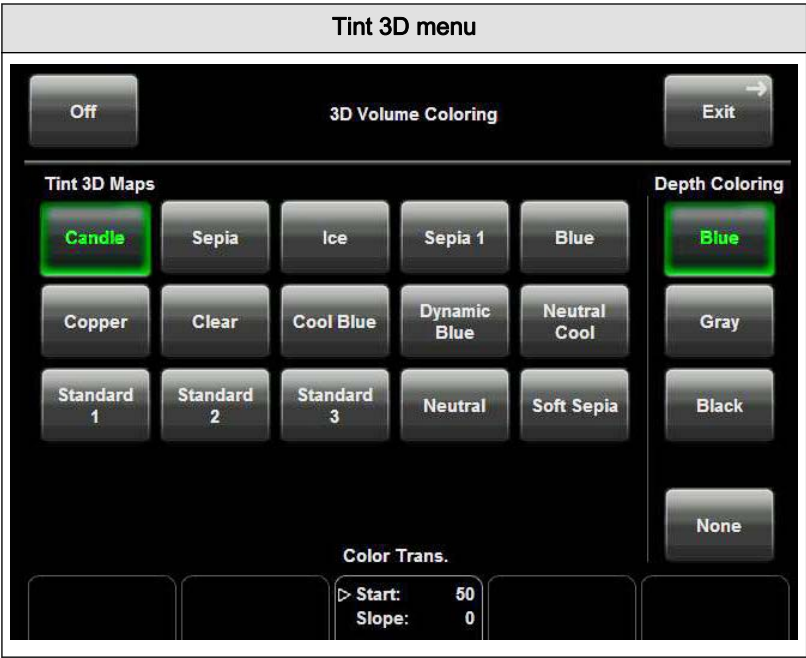 Tint 3D menu
Off
3D Volume Coloring
Exit
Tint 3D Maps
Depth Coloring
Candle
Sepia
Ice
Sepia 1
Blue
Blue
Copper
Clear
Cool Blue
Dynamic
Blue
Neutral
Cool
Gray
Standard
1
Standard
2
Standard
3
Neutral
Soft Sepia
Black
None
Color Trans.
Start: 50
Slope: 0